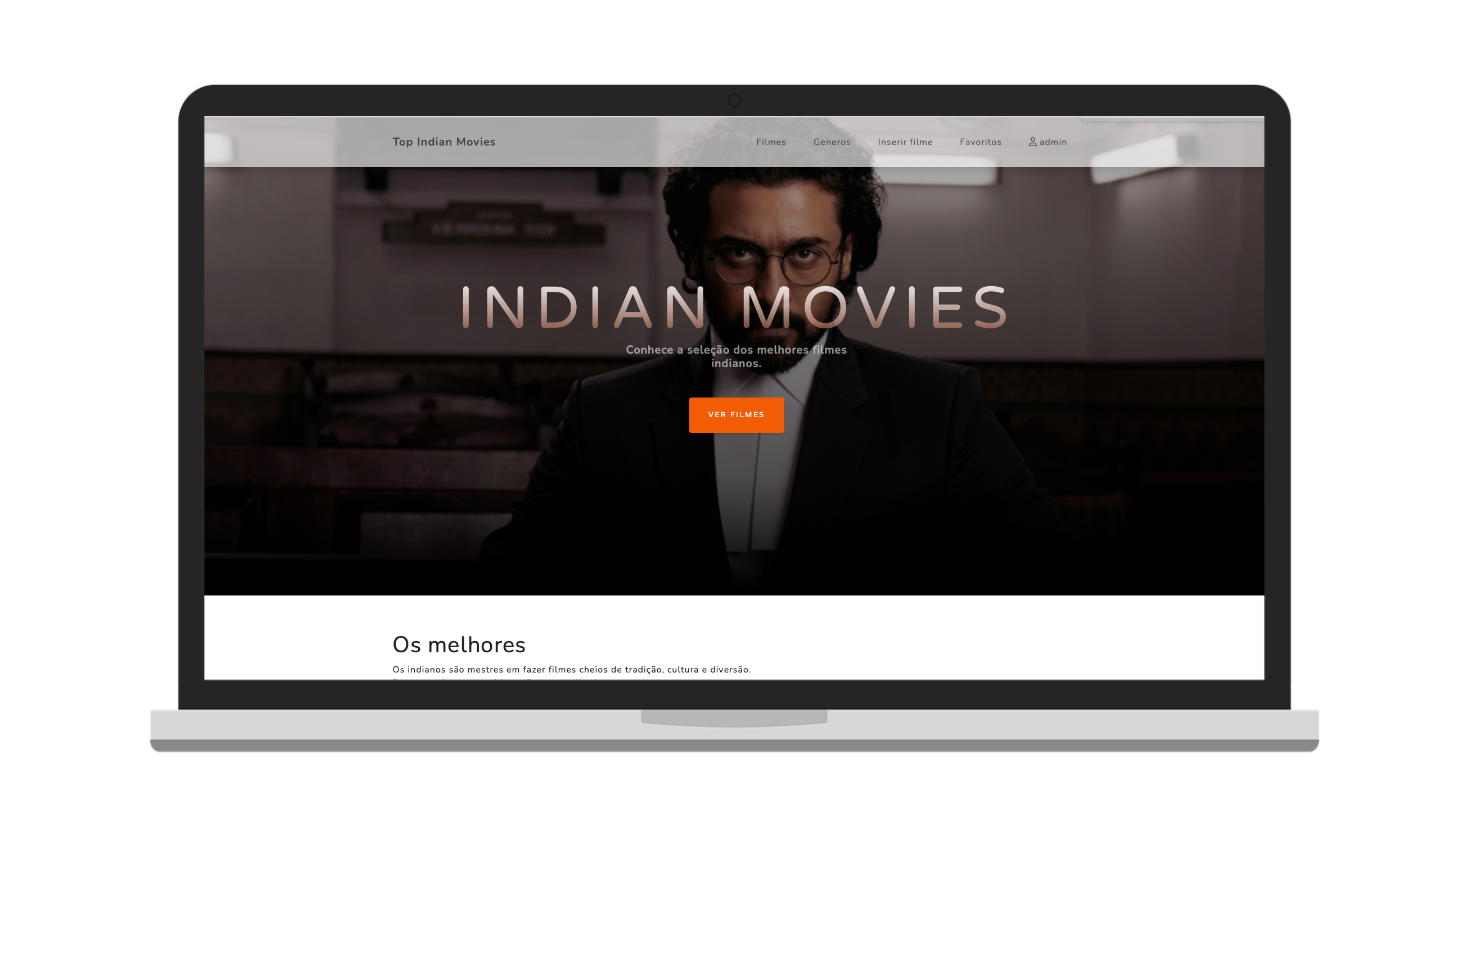 Top Indian Movies
Filmes Generos Inserir filme Favoritos admin
INDIAN MOVIES
Conhece a seleção dos melhores filmes
indianos.
VER FILMES
Os melhores
Os indianos são mestres em fazer filmes cheios de tradição, cultura e diversão.